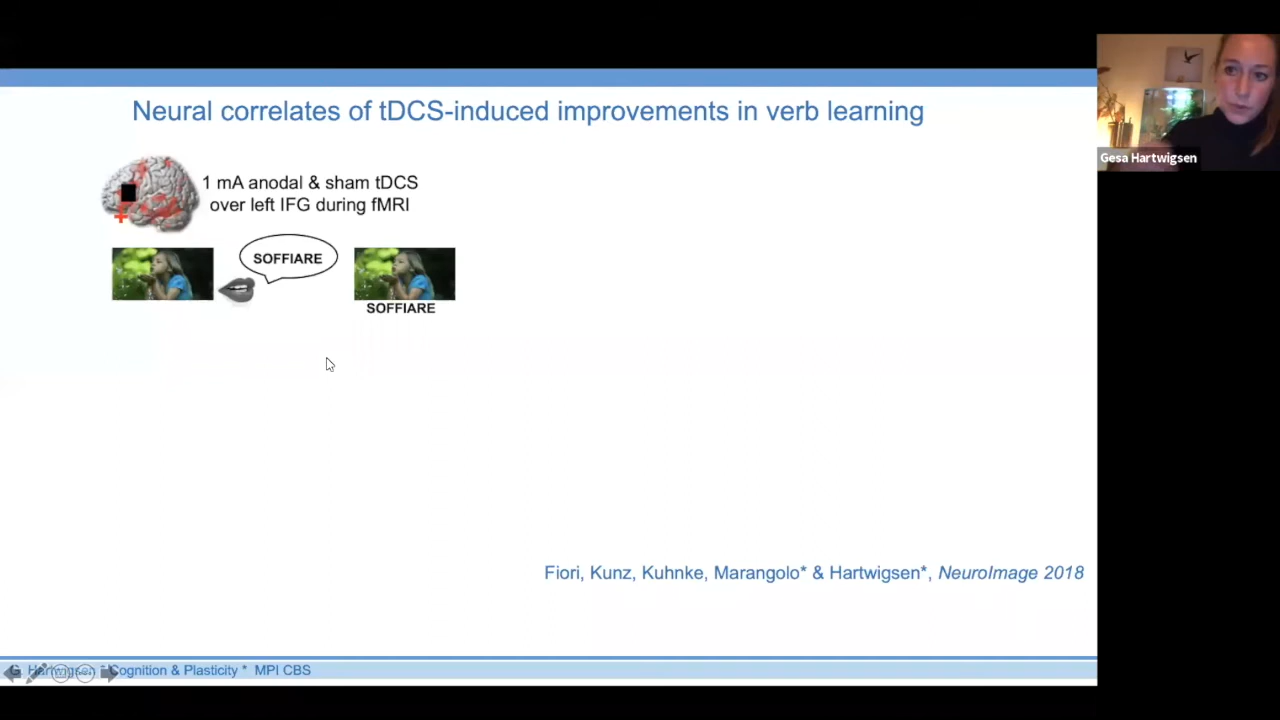 Neural correlates of tDCS-induced improvements in verb learning
1 mA anodal & sham tDCS
over left IFG during fMRI
SOFFIARE
SOFFIARE
Fiori, Kunz, Kuhnke, Marangolo* & Hartwigsen*, NeuroImage 2018
G. Hartwigsen * Cognition & Plasticity * MPI CBS
Gesa Hartwigsen